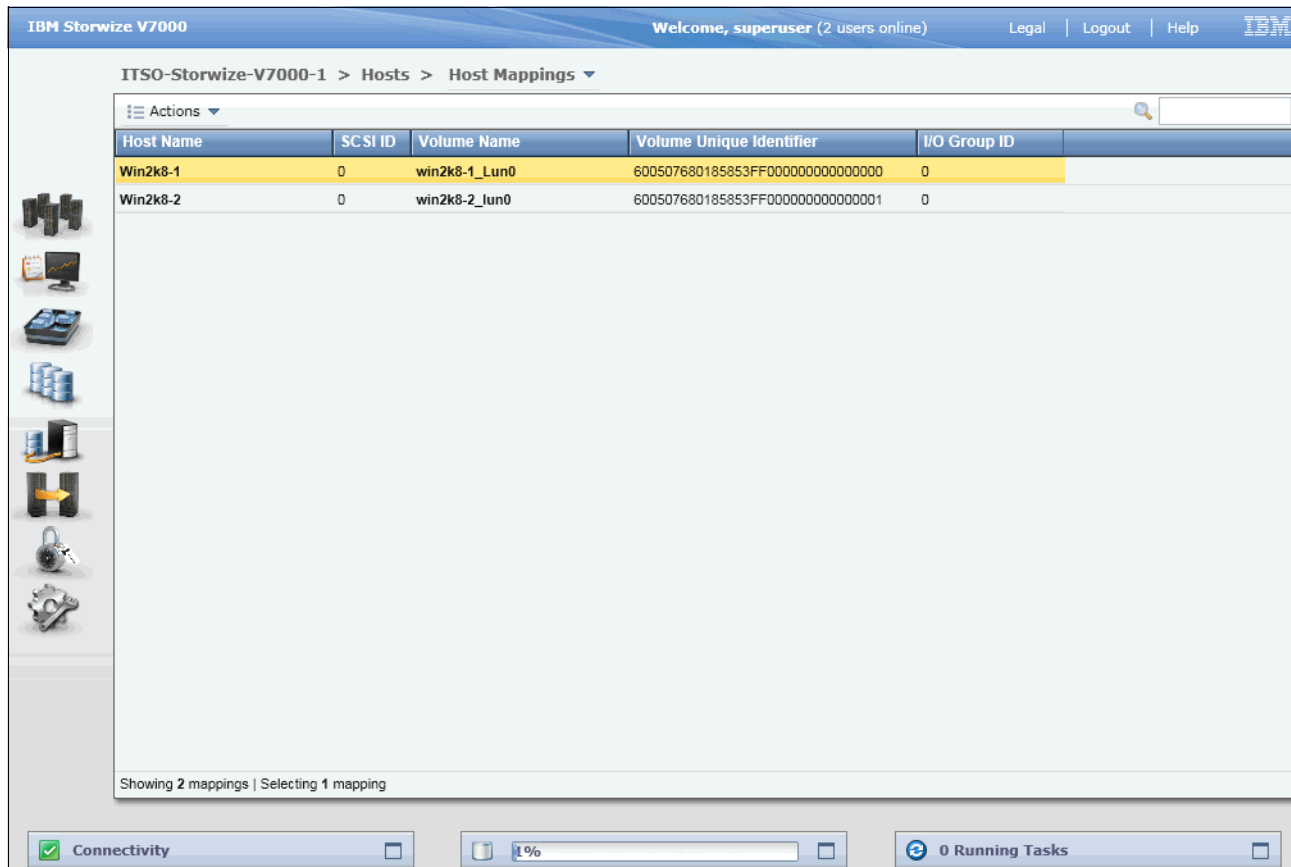 IBM Storwize V7000 Welcome, superuser (2 users online) Legal | Logout | Help IBM
ITSO-Storwize-V7000-1 > Hosts > Host Mappings
Actions
Host Name SCSI ID Volume Name Volume Unique Identifier I/O Group ID
Win2k8-1 0 win2k8-1_Lun0 600507680185853FF000000000000000 0
Win2k8-2 0 win2k8-2_lun0 600507680185853FF000000000000001 0
Showing 2 mappings | Selecting 1 mapping
Connectivity 1% 0 Running Tasks